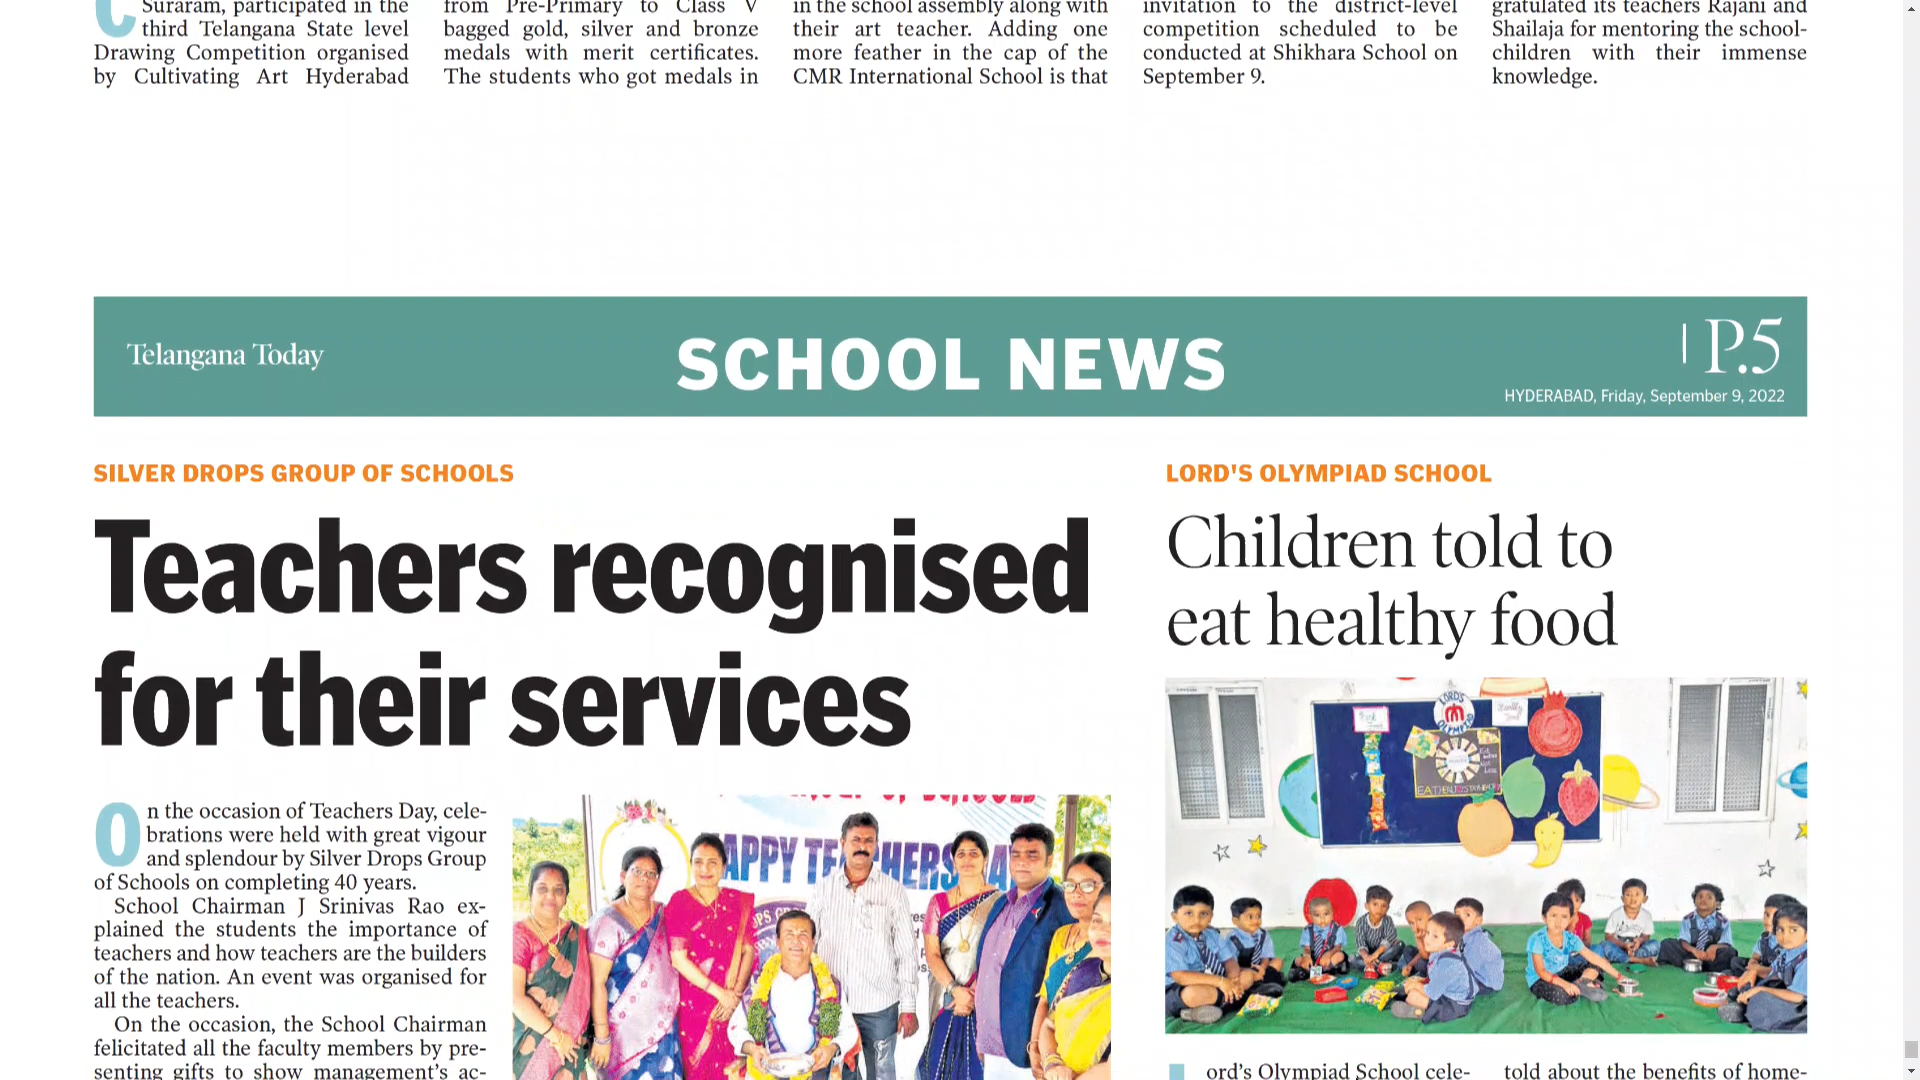 Suraram, participated in the
third Telangana State level
Drawing Competition organised
by Cultivating Art Hyderabad
from Pre-Primary to Class V
bagged gold, silver and bronze
medals with merit certificates.
The students who got medals in
in the school assembly along with
their art teacher. Adding one
more feather in the cap of the
CMR International School is that
invitation to the district-level
competition scheduled to be
conducted at Shikhara School on
September 9.
gratulated its teachers Rajani and
Shailaja for mentoring the school-
children with their immense
knowledge.
Telangana Today
SCHOOL NEWS
P.5
HYDERABAD, Friday, September 9, 2022
SILVER DROPS GROUP OF SCHOOLS
Teachers recognised
for their services
On the occasion of Teachers Day, cele-
brations were held with great vigour
and splendour by Silver Drops Group
of Schools on completing 40 years.
School Chairman J Srinivas Rao ex-
plained the students the importance of
teachers and how teachers are the builders
of the nation. An event was organised for
all the teachers.
On the occasion, the School Chairman
felicitated all the faculty members by pre-
senting gifts to show management's ac-
APPY TE CHERS A
LORD'S OLYMPIAD SCHOOL
Children told to
eat healthy food
LORD'S
OLYMPIAD
ord's Olympiad School cele-
told about the benefits of home-